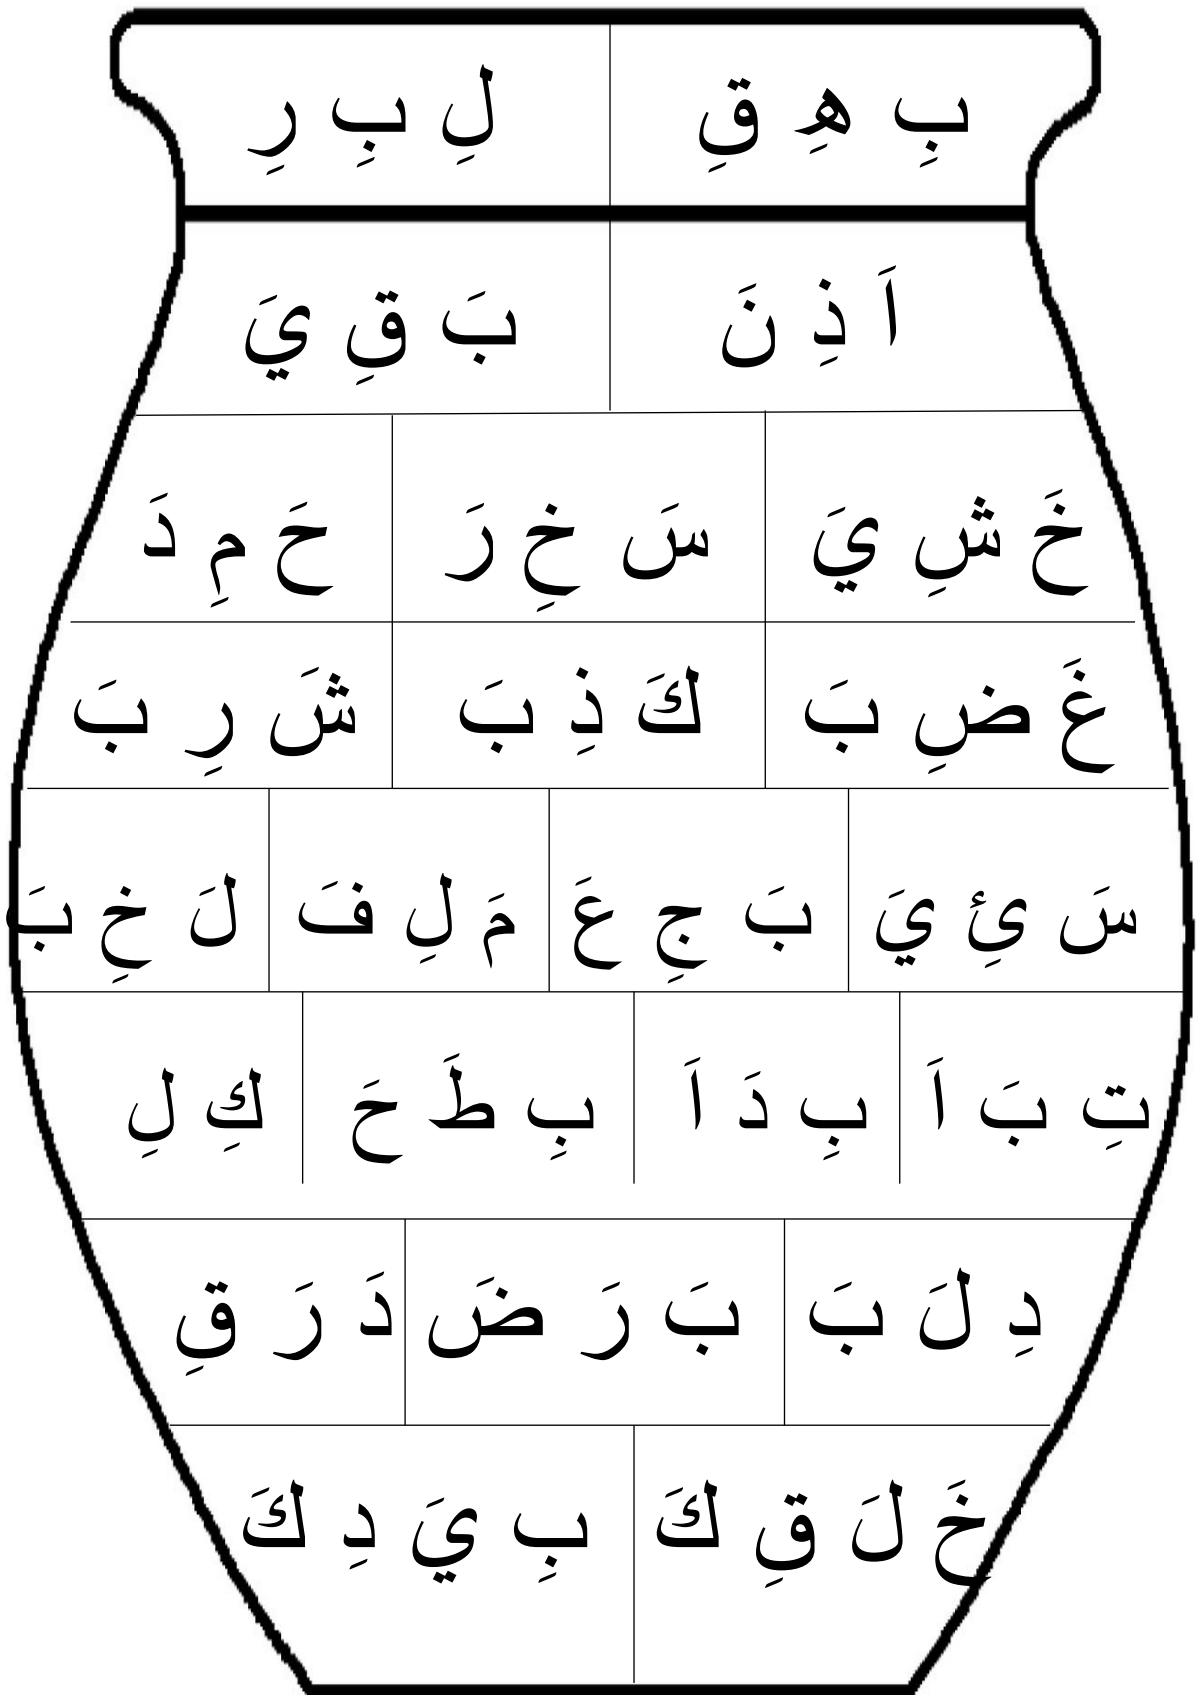 بِ هِ قِ لِ بِ رِ
اَ ذِ نَ بَ قِ يَ
خَ شِ يَ سَ خِ رَ حَ مِ دَ
غَ ضِ بَ كَ ذِ بَ شَ رِ بَ
سَ ئِ يَ بَ جِ عَ مَ لِ فَ لَ خِ بَ
تِ بَ اَ بِ دَ اَ بِ طَ حَ كِ لِ
دِ لَ بَ بَ رَ ضَ دَ رَ قِ
خَ لَ قِ كَ بِ يَ دِ كَ